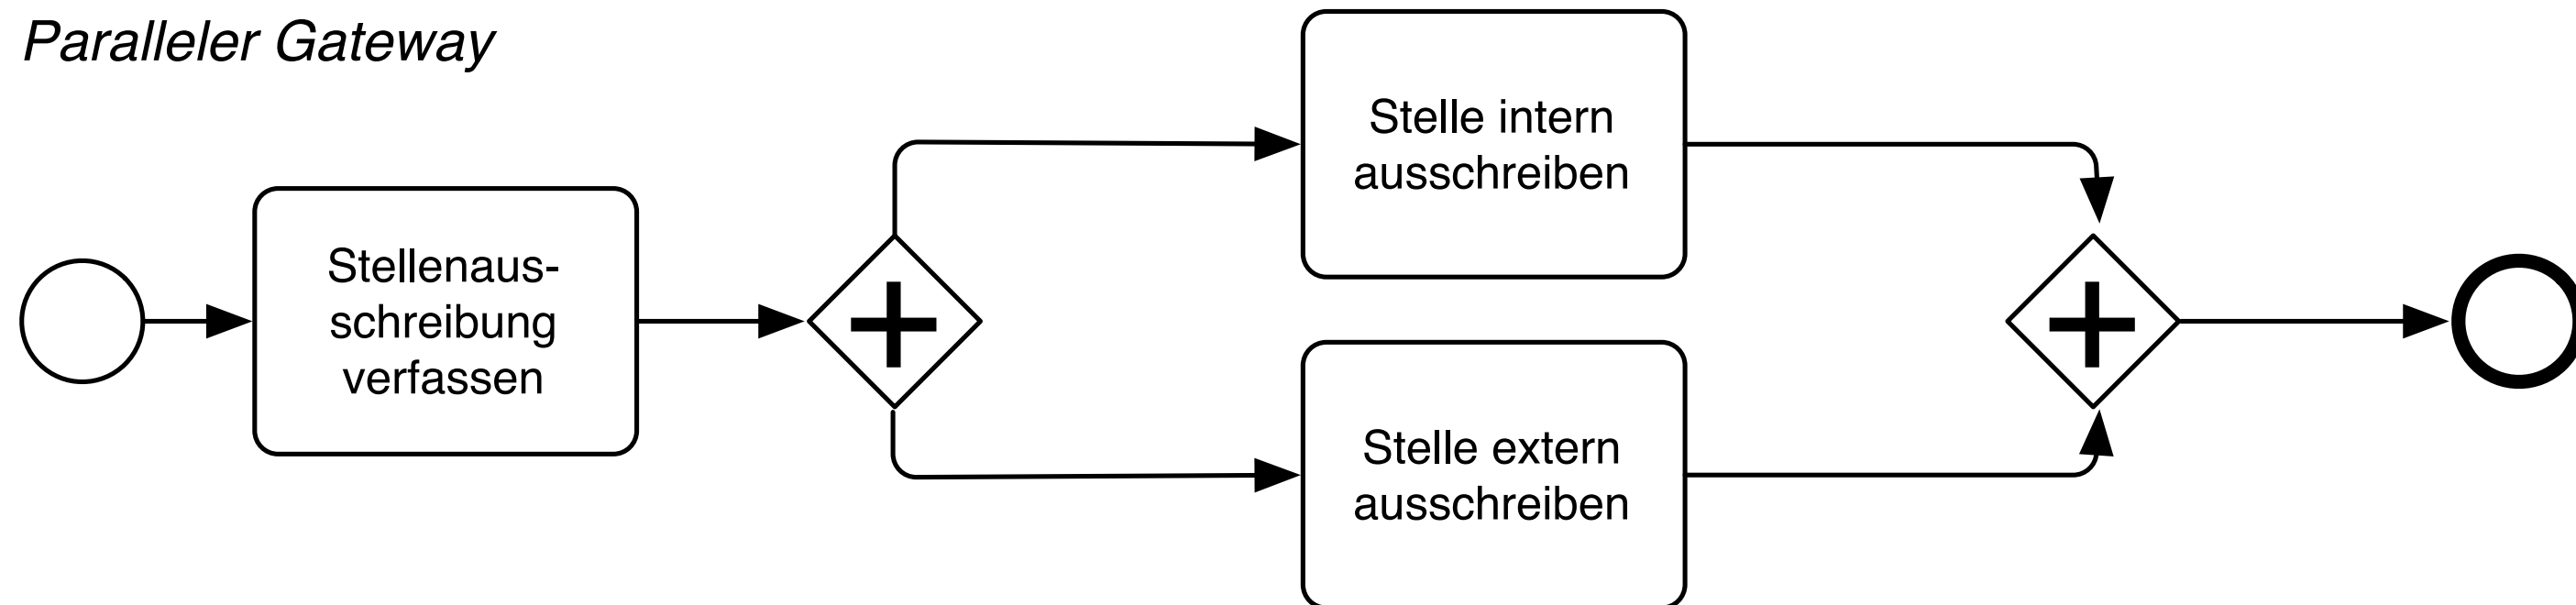 Paralleler Gateway
Stellenaus-
schreibung
verfassen
Stelle intern
ausschreiben
Stelle extern
ausschreiben